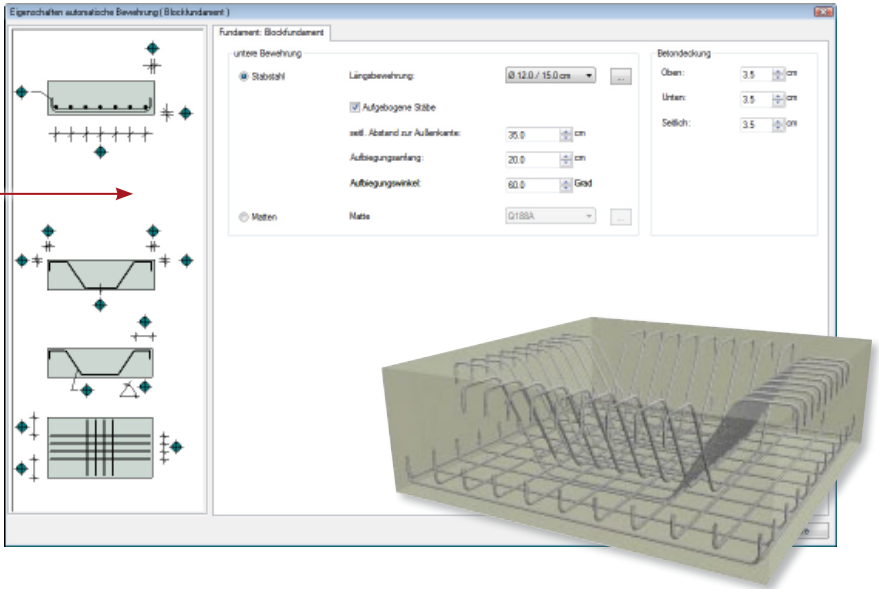 Eigenschaften automatische Bewehrung ( Blockfundament )
Fundament: Blockfundament
untere Bewehrung
Stabstahl Längsbewehrung: Ø 12.0 / 15.0 cm ...
Aufgebogene Stäbe
seitl. Abstand zur Außenkante: 35.0 cm
Aufbiegungsanfang: 20.0 cm
Aufbiegungswinkel: 60.0 Grad
Matten Matte Q188A ...
Betondeckung
Oben: 3.5 cm
Unten: 3.5 cm
Seitlich: 3.5 cm